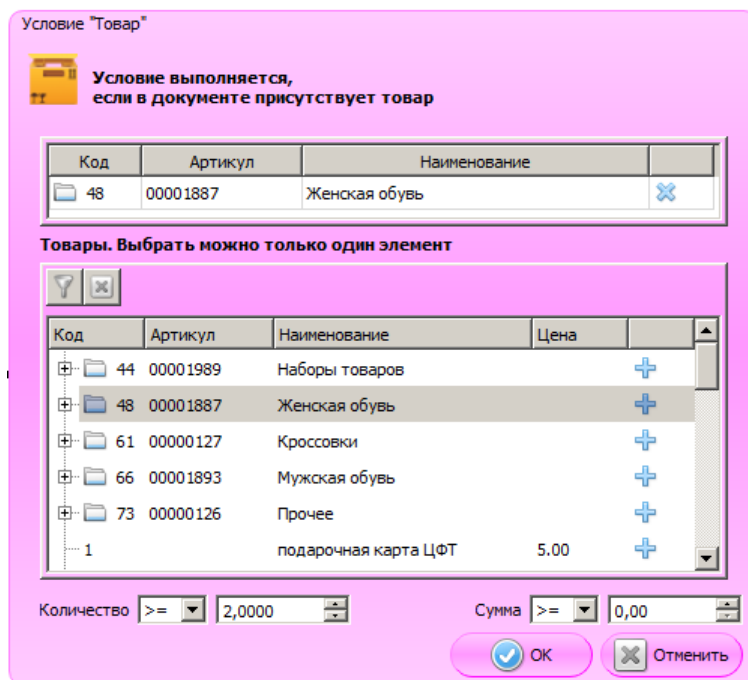 Условие "Товар"
Условие выполняется,
если в документе присутствует товар
Код Артикул Наименование
48 00001887 Женская обувь
Товары. Выбрать можно только один элемент
Код Артикул Наименование Цена
44 00001989 Наборы товаров
48 00001887 Женская обувь
61 00000127 Кроссовки
66 00001893 Мужская обувь
73 00000126 Прочее
1 подарочная карта ЦФТ 5.00
Количество >= 2,0000 Сумма >= 0,00
OK Отменить